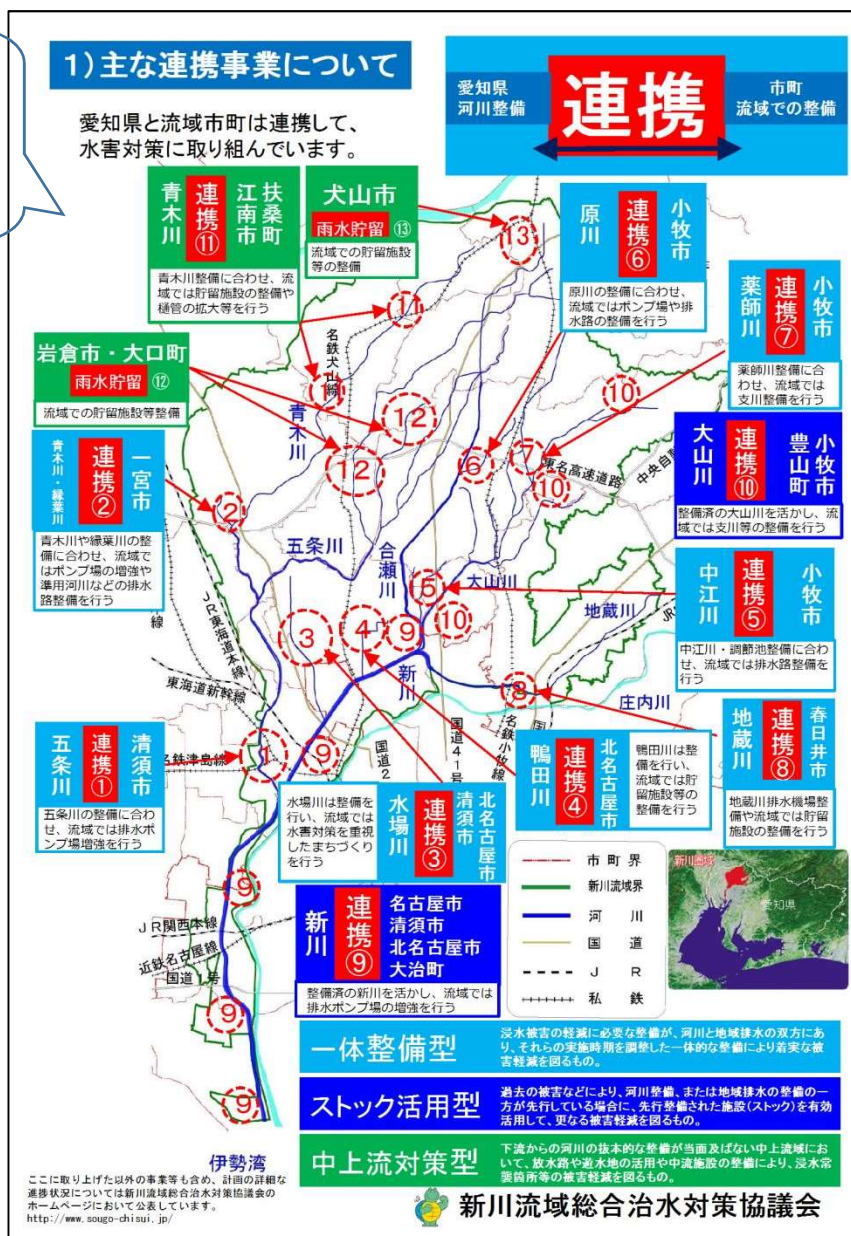 1)主な連携事業について
愛知県と流域市町は連携して、
水害対策に取り組んでいます。
愛知県
河川整備
連携
市町
流域での整備
青木川
連携⑪
江南市
扶桑町
青木川整備に合わせ、流
域では貯留施設の整備や
樋管の拡大等を行う
犬山市
雨水貯留 ⑬
流域での貯留施設
等の整備
原川
連携⑥
小牧市
原川の整備に合わせ、
流域ではポンプ場や排
水路の整備を行う
薬師川
連携⑦
小牧市
薬師川整備に合
わせ、流域では
支川整備を行う
岩倉市・大口町
雨水貯留 ⑫
流域での貯留施設等整備
大山川
連携⑩
豊山町
小牧市
整備済の大山川を活かし、流
域では支川等の整備を行う
青木川・縁葉川
連携②
一宮市
青木川や縁葉川の整
備に合わせ、流域で
はポンプ場の増強や
準用河川などの排水
路整備を行う
中江川
連携⑤
小牧市
中江川・調節池整備に合わ
せ、流域では排水路整備を
行う
地蔵川
連携⑧
春日井市
地蔵川排水機場整
備や流域では貯留
施設の整備を行う
五条川
連携①
清須市
五条川の整備に合わ
せ、流域では排水ポ
ンプ場増強を行う
水場川は整備を
行い、流域では
水害対策を重視
したまちづくり
を行う
水場川
連携③
清須市
北名古屋市
鴨田川
連携④
北名古屋市
鴨田川は整備
を行い、流域
では貯留施設
等の整備を
行う
新川
連携⑨
名古屋市
清須市
北名古屋市
大治町
整備済の新川を活かし、流域では
排水ポンプ場の増強を行う
13
11
1
12
12
10
7
6
10
2
5
10
9
4
3
8
1
9
9
9
9
名鉄犬山線
青木川
東名高速道路
中央自動
五条川
合瀬川
大山川
地蔵川
JR東海道本線
東海道新幹線
新川
庄内川
名鉄津島線
国道2
国道41号
名鉄小牧線
JR関西本線
近鉄名古屋線
国道1号
伊勢湾
市町界
新川流域界
河川
国道
JR
私鉄
新川流域
愛知県
一体整備型
浸水被害の軽減に必要な整備が、河川と地域排水の双方にあ
り、それらの実施時期を調整した一体的な整備により着実な被
害軽減を図るもの。
ストック活用型
過去の被害などにより、河川整備、または地域排水の整備の一
方が先行している場合に、先行整備された施設(ストック)を有効
活用して、更なる被害軽減を図るもの。
中上流対策型
下流からの河川の抜本的な整備が当面及ばない中上流域にお
いて、放水路や遊水地の活用や中流施設の整備により、浸水常
襲箇所等の被害軽減を図るもの。
ここに取り上げた以外の事業等も含め、計画の詳細な
進捗状況については新川流域総合治水対策協議会の
ホームページにおいて公表しています。
http://www.sougo-chisui.jp/
新川流域総合治水対策協議会